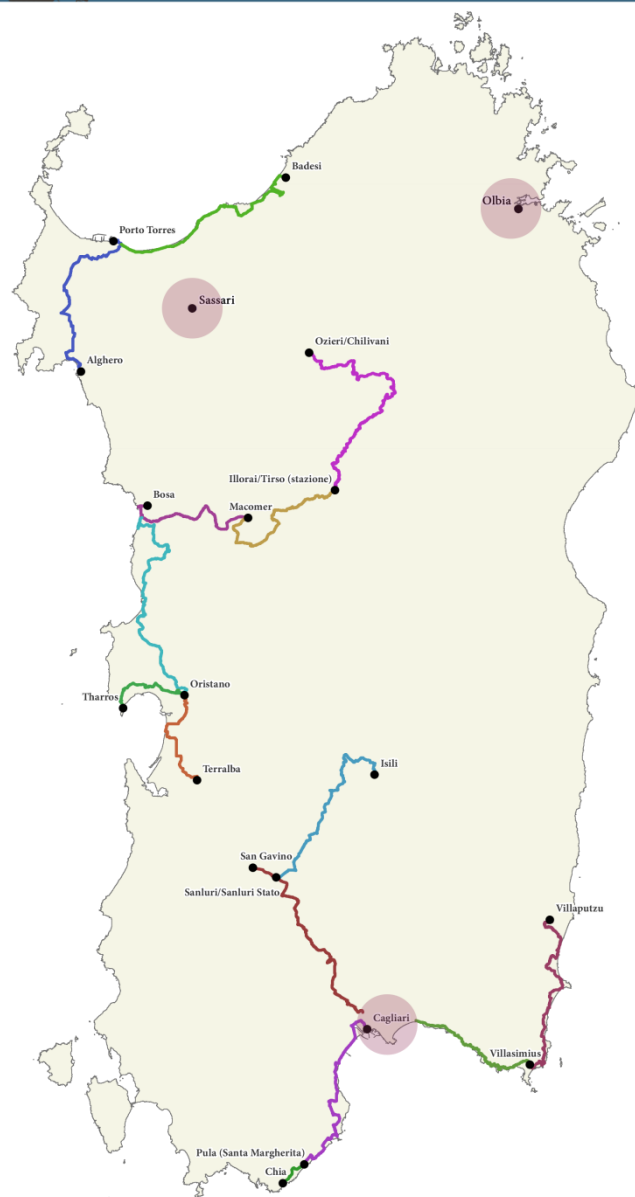 Badesi
Olbia
Porto Torres
Sassari
Ozieri/Chilivani
Alghero
Illorai/Tirso (stazione)
Bosa
Macomer
Oristano
Tharros
Isili
Terralba
San Gavino
Sanluri/Sanluri Stato
Villaputzu
Cagliari
Villasimius
Pula (Santa Margherita)
Chia